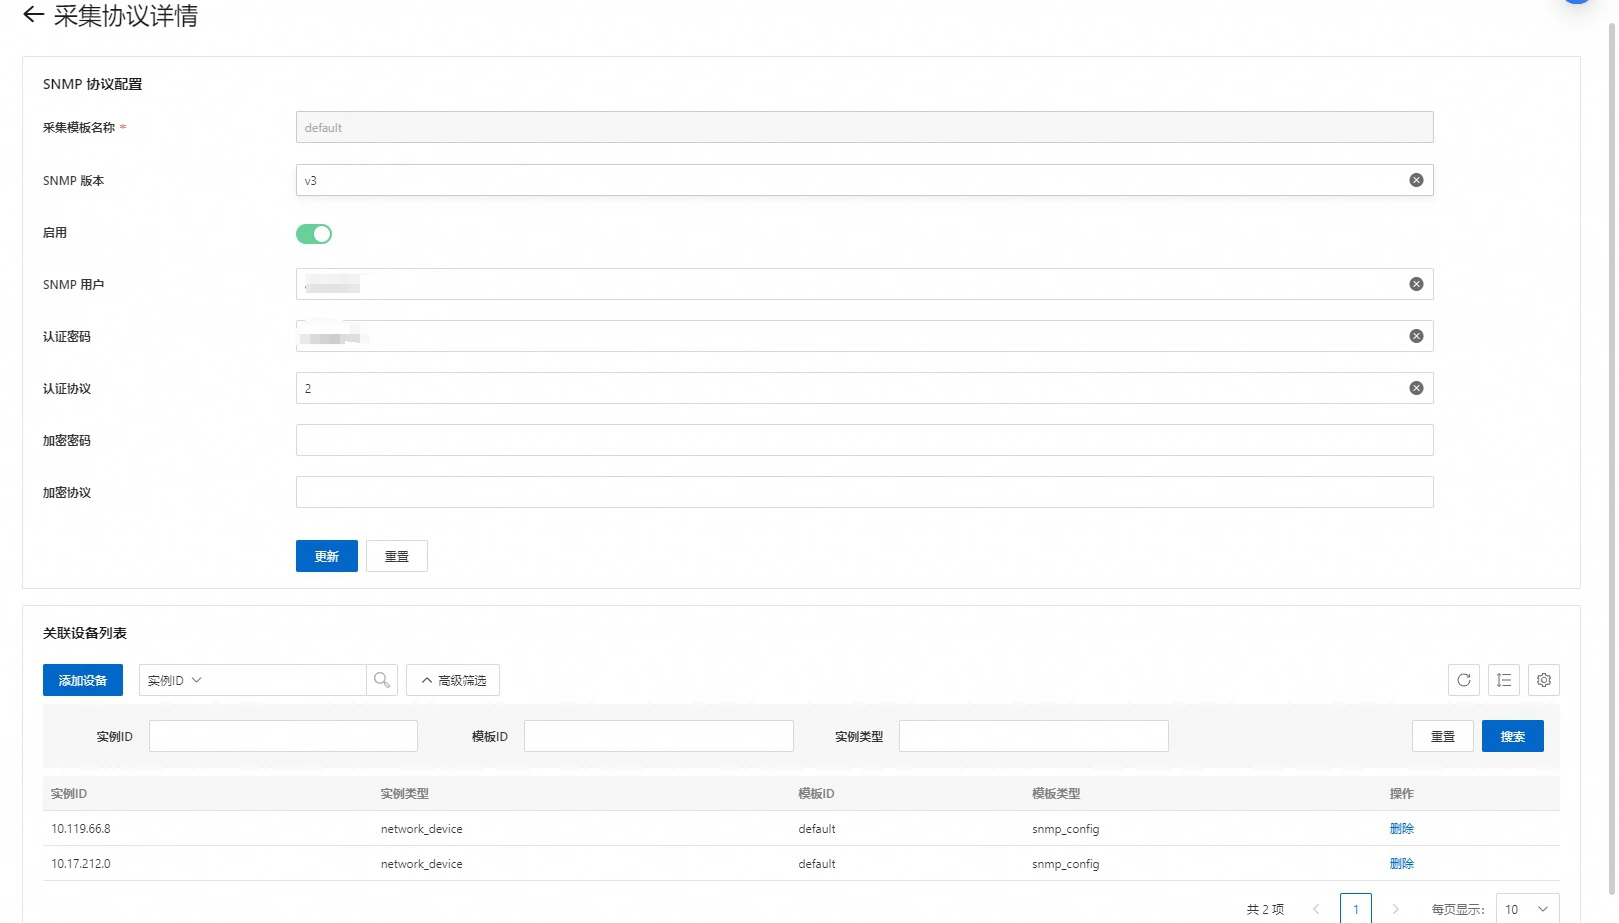 采集协议详情
SNMP 协议配置
采集模板名称 * default
SNMP 版本 v3
启用
SNMP 用户
认证密码
认证协议 2
加密密码
加密协议
更新 重置
关联设备列表
添加设备 实例ID 高级筛选
实例ID 模板ID 实例类型 重置 搜索
实例ID 实例类型 模板ID 模板类型 操作
10.119.66.8 network_device default snmp_config 删除
10.17.212.0 network_device default snmp_config 删除
共 2 项 1 每页显示: 10